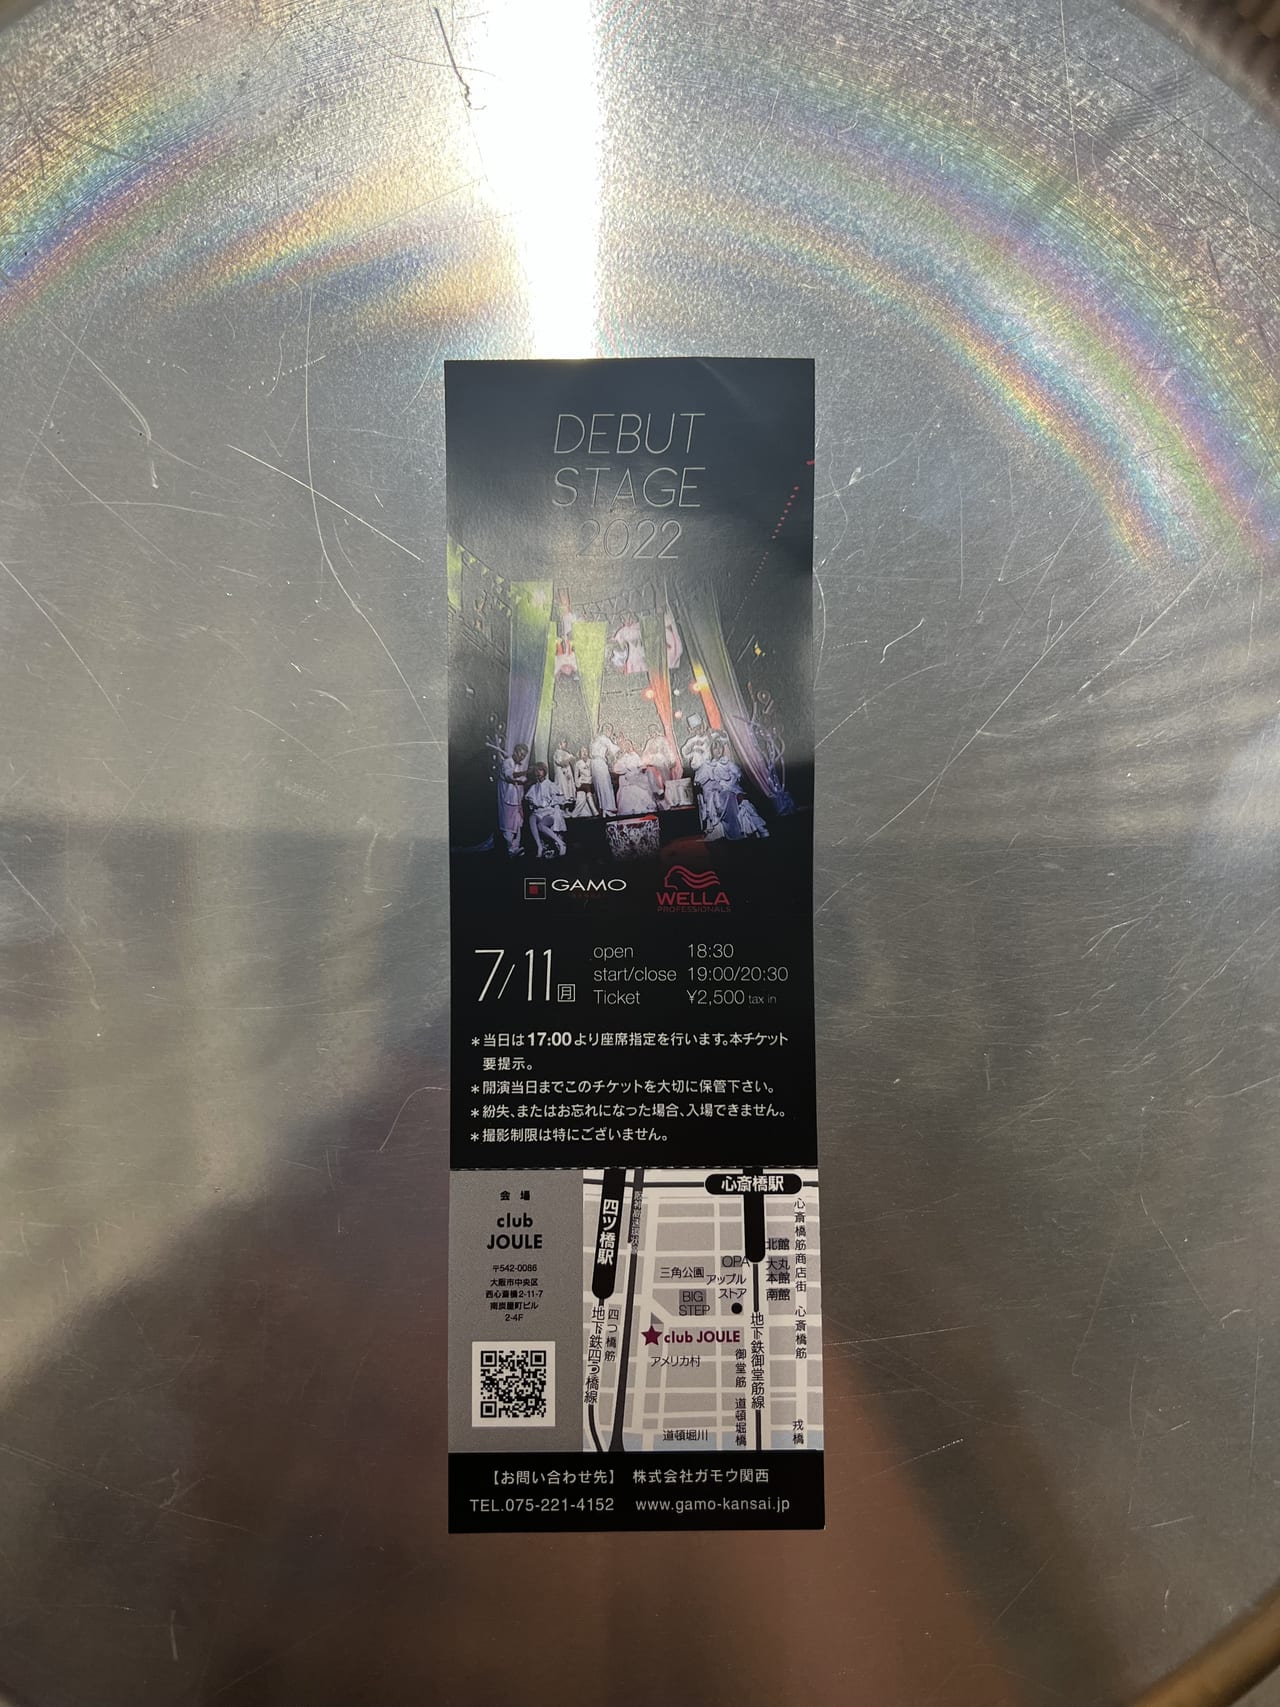 DEBUT
STAGE
2022
GAMO
WELLA
PROFESSIONALS
7/11 月
open 18:30
start/close 19:00/20:30
Ticket ¥2,500 tax in
＊当日は17:00より座席指定を行います。本チケット
要提示。
＊開演当日までこのチケットを大切に保管下さい。
＊紛失、またはお忘れになった場合、入場できません。
＊撮影制限は特にございません。
会場
club
JOULE
〒542-0086
大阪市中央区
西心斎橋2-11-7
南炭屋町ビル
2-4F
四ツ橋駅
心斎橋駅
心斎橋筋商店街
北館
大丸
本館
南館
OPA
三角公園
アップル
ストア
BIG
STEP
club JOULE
アメリカ村
四つ橋筋
地下鉄四つ橋線
御堂筋
地下鉄御堂筋線
心斎橋筋
道頓堀橋
戎橋
道頓堀川
【お問い合わせ先】 株式会社ガモウ関西
TEL.075-221-4152 www.gamo-kansai.jp